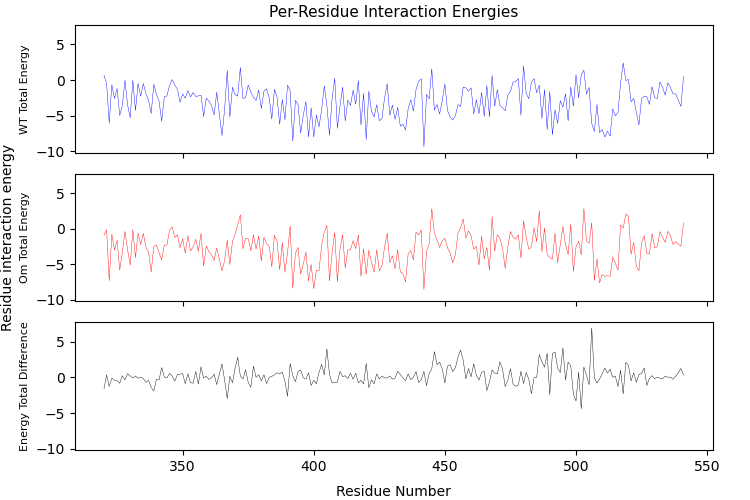 Per-Residue Interaction Energies
Residue interaction energy
WT Total Energy
5
0
−5
−10
Om Total Energy
5
0
−5
−10
Energy Total Difference
5
0
−5
−10
350 400 450 500 550
Residue Number